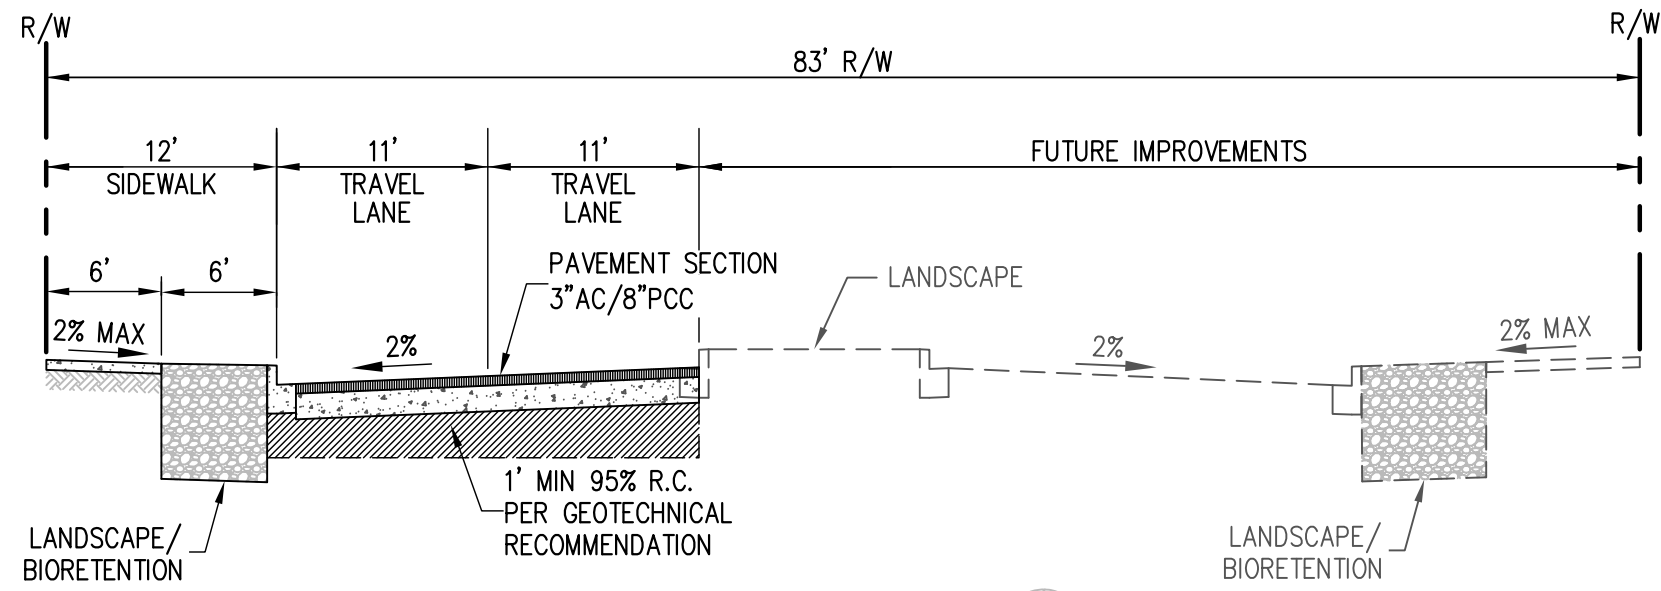 R/W
R/W
83' R/W
12'
SIDEWALK
11'
TRAVEL
LANE
11'
TRAVEL
LANE
FUTURE IMPROVEMENTS
6'
6'
PAVEMENT SECTION
3"AC/8"PCC
LANDSCAPE
2% MAX
2%
2%
2% MAX
1' MIN 95% R.C.
PER GEOTECHNICAL
RECOMMENDATION
LANDSCAPE/
BIORETENTION
LANDSCAPE/
BIORETENTION